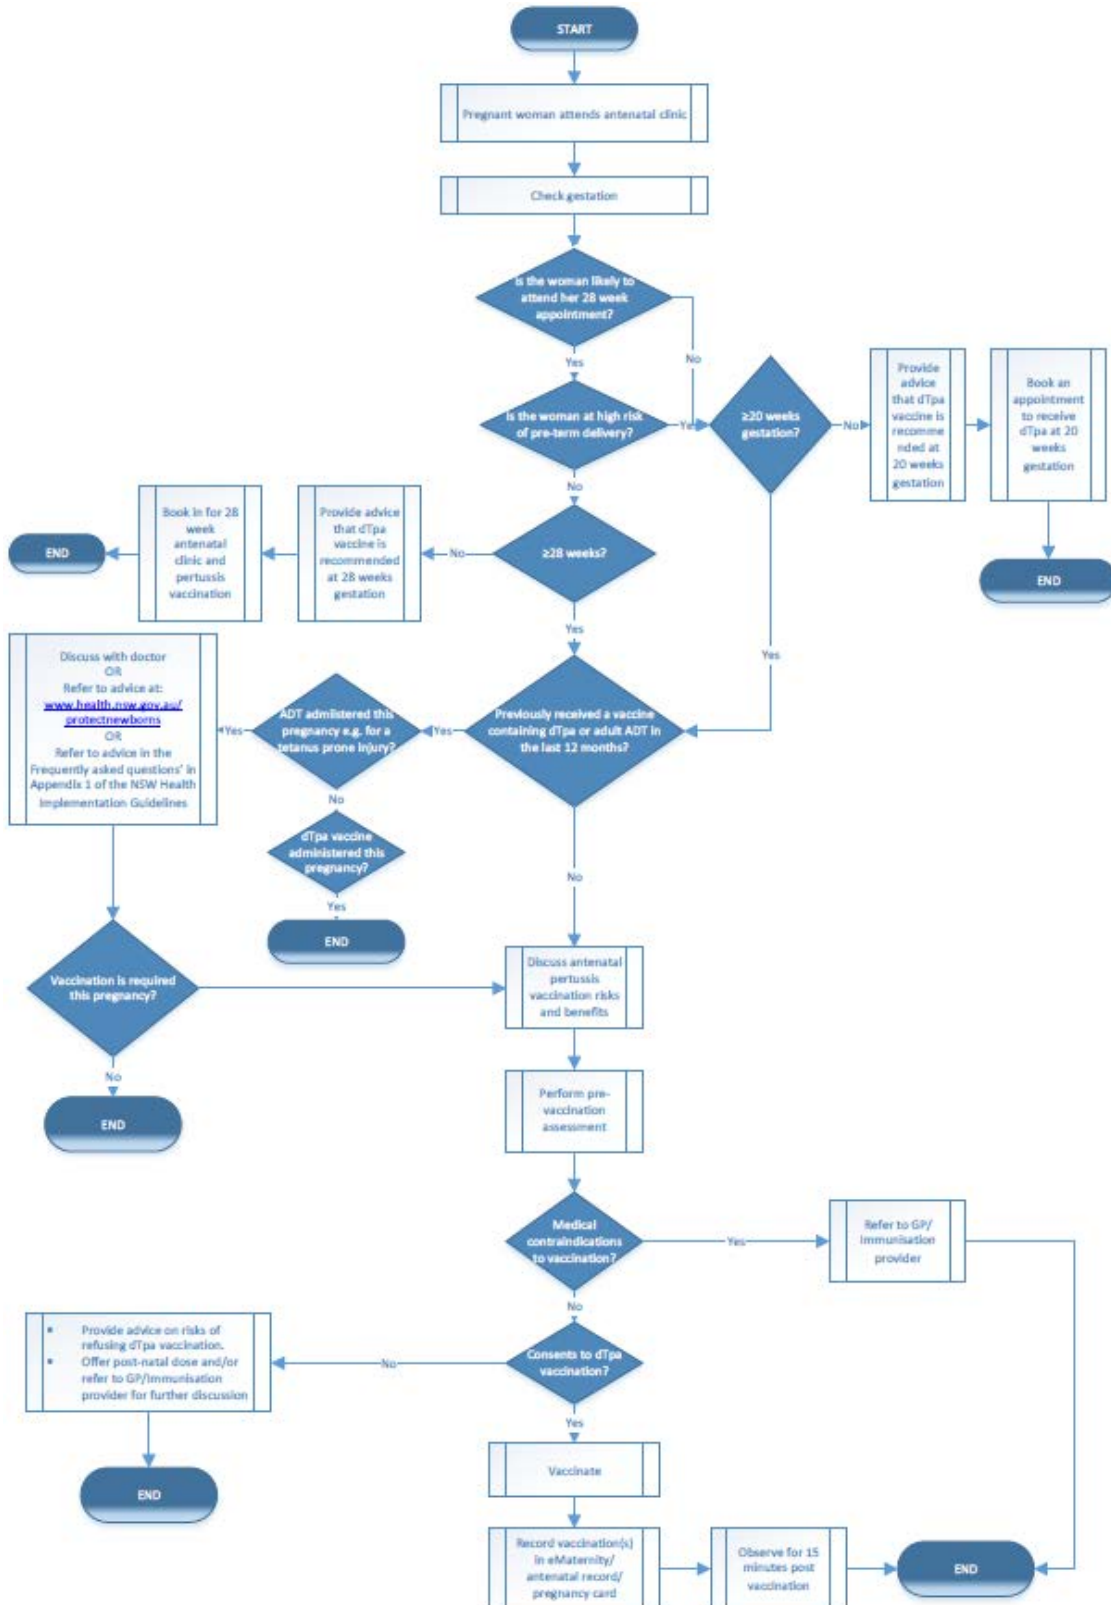 START
Pregnant woman attends antenatal clinic
Check gestation
Is the woman likely to
attend her 28 week
appointment?
No
Yes
Is the woman at high risk
of pre-term delivery?
Yes
≥20 weeks
gestation?
No
Provide
advice
that dTpa
vaccine is
recomme
nded at
20 weeks
gestation
Book an
appointment
to receive
dTpa at 20
weeks
gestation
END
No
≥28 weeks?
No
Provide advice
that dTpa
vaccine is
recommended
at 28 weeks
gestation
Book in for 28
week
antenatal
clinic and
pertussis
vaccination
END
Yes
Yes
Previously received a vaccine
containing dTpa or adult ADT in
the last 12 months?
Yes
ADT admiistered this
pregnancy e.g. for a
tetanus prone injury?
Yes
Discuss with doctor
OR
Refer to advice at:
www.health.nsw.gov.au/
protectnewborns
OR
Refer to advice in the
Frequently asked questions' in
Appendix 1 of the NSW Health
Implementation Guidelines
No
dTpa vaccine
administered this
pregnancy?
Yes
END
No
Vaccination is required
this pregnancy?
No
END
Discuss antenatal
pertussis
vaccination risks
and benefits
Perform pre-
vaccination
assessment
Medical
contraindications
to vaccination?
Yes
Refer to GP/
Immunisation
provider
No
Consents to dTpa
vaccination?
No
▪ Provide advice on risks of
refusing dTpa vaccination.
▪ Offer post-natal dose and/or
refer to GP/Immunisation
provider for further discussion
END
Yes
Vaccinate
Record vaccination(s)
in eMaternity/
antenatal record/
pregnancy card
Observe for 15
minutes post
vaccination
END